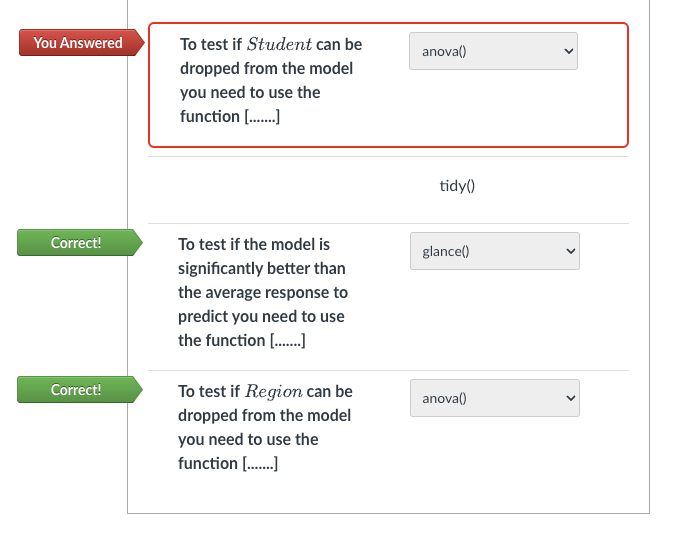 You Answered
To test if Student can be
dropped from the model
you need to use the
function [.......]
anova()
tidy()
Correct!
To test if the model is
significantly better than
the average response to
predict you need to use
the function [.......]
glance()
Correct!
To test if Region can be
dropped from the model
you need to use the
function [.......]
anova()